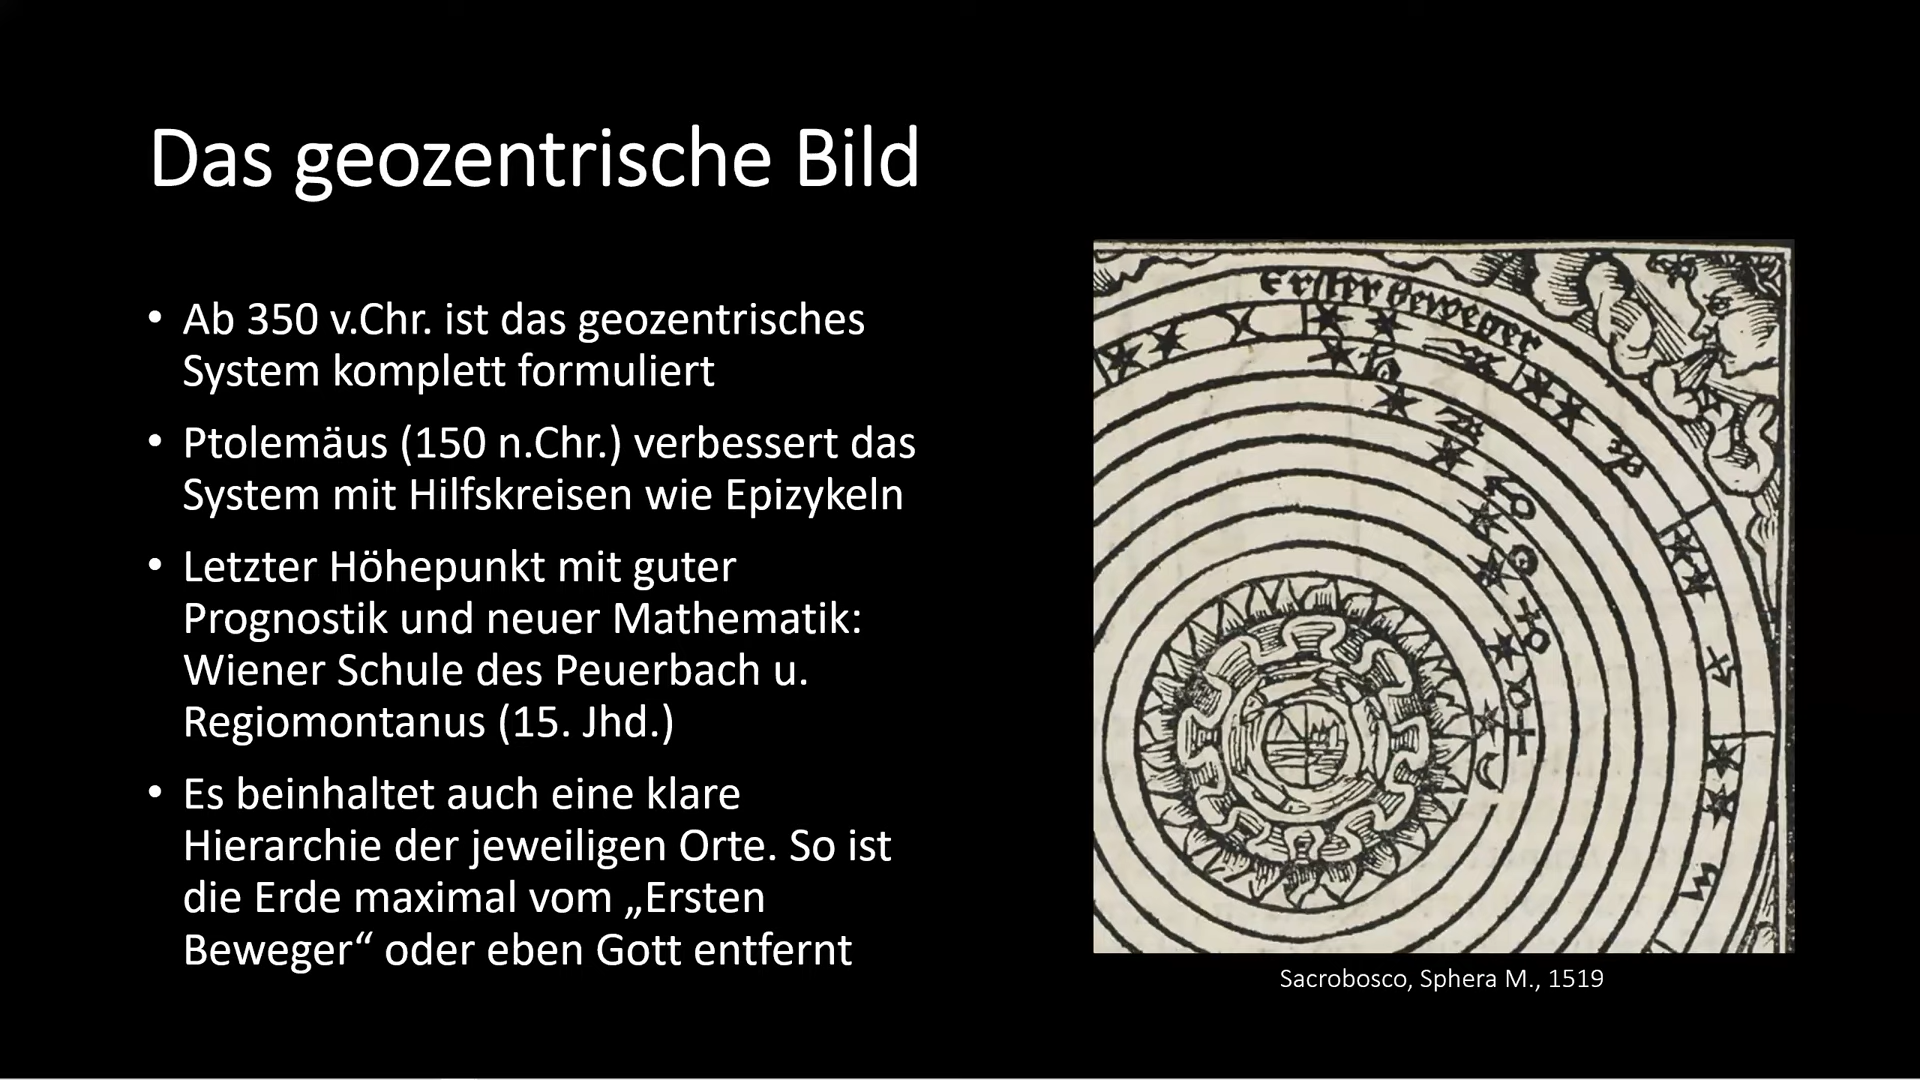 Das geozentrische Bild
• Ab 350 v.Chr. ist das geozentrisches
System komplett formuliert
• Ptolemäus (150 n.Chr.) verbessert das
System mit Hilfskreisen wie Epizykeln
• Letzter Höhepunkt mit guter
Prognostik und neuer Mathematik:
Wiener Schule des Peuerbach u.
Regiomontanus (15. Jhd.)
• Es beinhaltet auch eine klare
Hierarchie der jeweiligen Orte. So ist
die Erde maximal vom „Ersten
Beweger“ oder eben Gott entfernt
Erster beweger
Sacrobosco, Sphera M., 1519